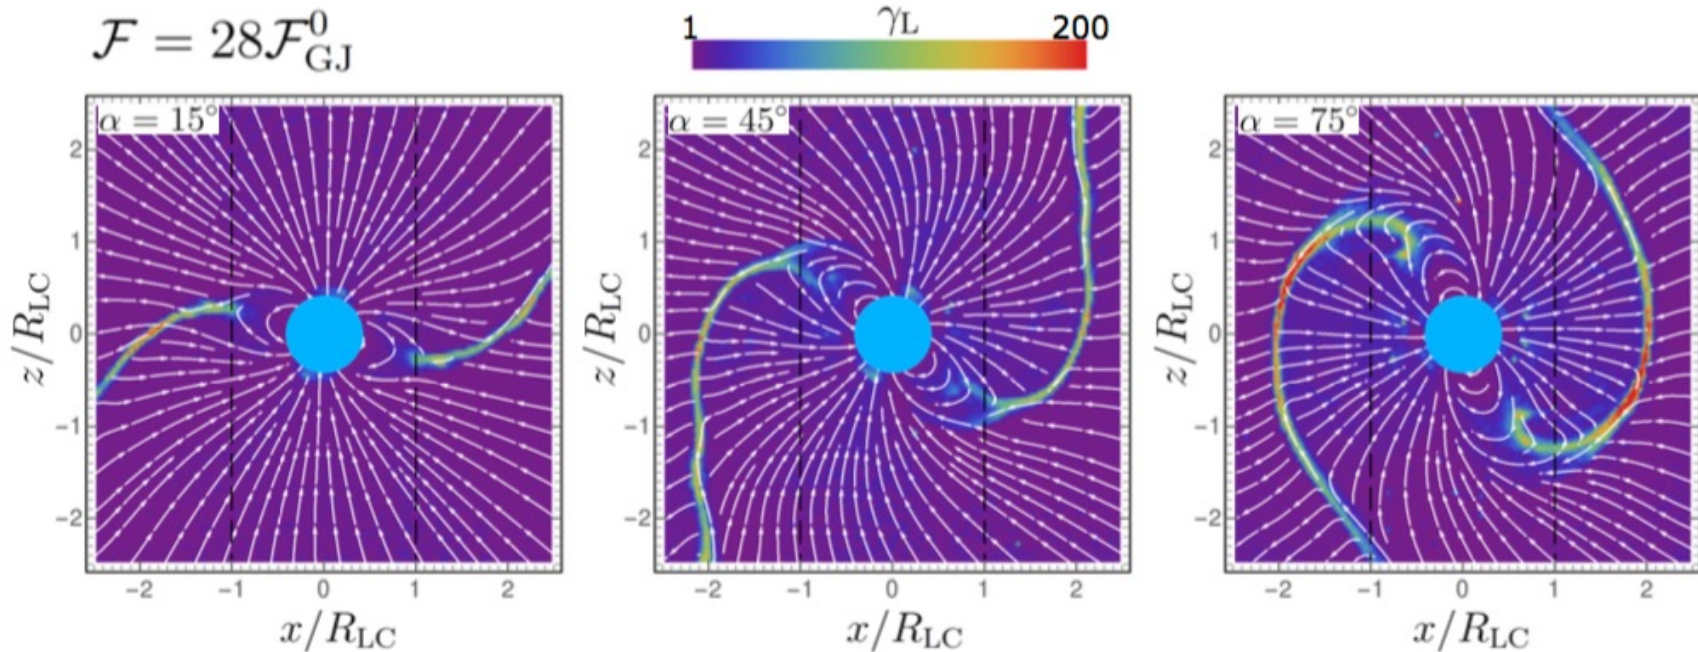 ℱ = 28ℱ⁰_GJ
1 γ_L 200
α = 15°
2
1
0
−1
−2
z/R_LC
−2 −1 0 1 2
x/R_LC
α = 45°
2
1
0
−1
−2
z/R_LC
−2 −1 0 1 2
x/R_LC
α = 75°
2
1
0
−1
−2
z/R_LC
−2 −1 0 1 2
x/R_LC